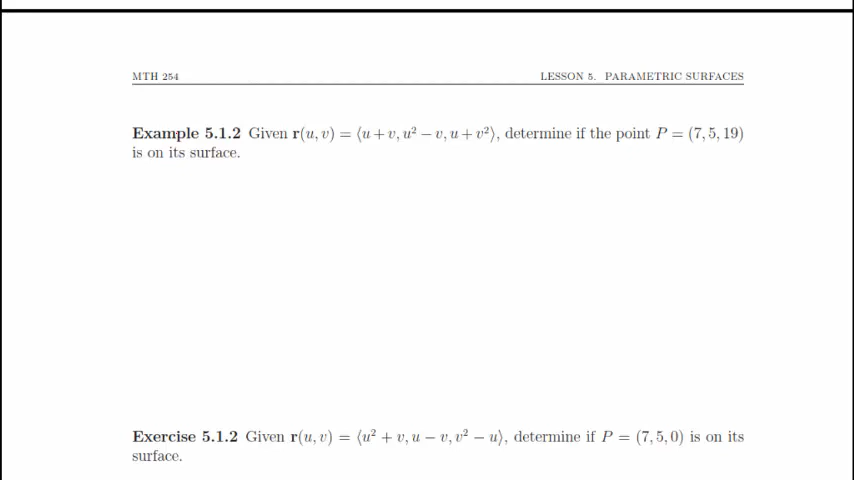 MTH 254 LESSON 5. PARAMETRIC SURFACES
Example 5.1.2 Given r(u, v) = ⟨u + v, u² − v, u + v²⟩, determine if the point P = (7, 5, 19)
is on its surface.
Exercise 5.1.2 Given r(u, v) = ⟨u² + v, u − v, v² − u⟩, determine if P = (7, 5, 0) is on its
surface.